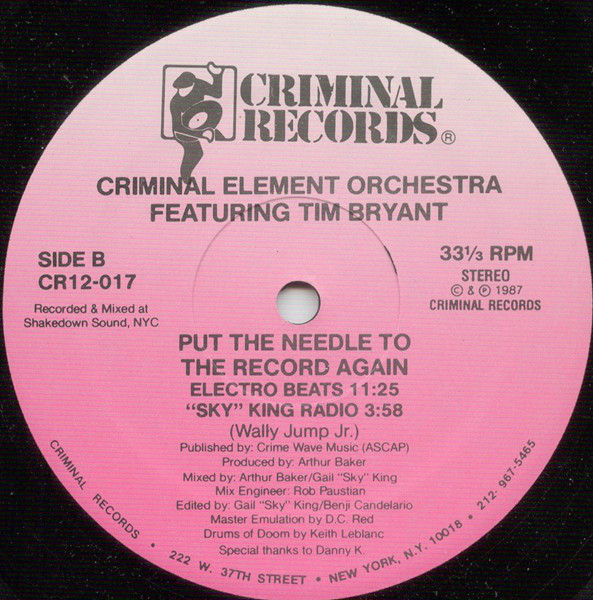 CRIMINAL
RECORDS®
CRIMINAL ELEMENT ORCHESTRA
FEATURING TIM BRYANT
SIDE B
CR12-017
Recorded & Mixed at
Shakedown Sound, NYC
33⅓ RPM
STEREO
© & ℗ 1987
CRIMINAL RECORDS
PUT THE NEEDLE TO
THE RECORD AGAIN
ELECTRO BEATS 11:25
“SKY” KING RADIO 3:58
(Wally Jump Jr.)
Published by: Crime Wave Music (ASCAP)
Produced by: Arthur Baker
Mixed by: Arthur Baker/Gail “Sky” King
Mix Engineer: Rob Paustian
Edited by: Gail “Sky” King/Benji Candelario
Master Emulation by D.C. Red
Drums of Doom by Keith Leblanc
Special thanks to Danny K.
CRIMINAL RECORDS • 222 W. 37TH STREET • NEW YORK, N.Y. 10018 • 212-967-5465